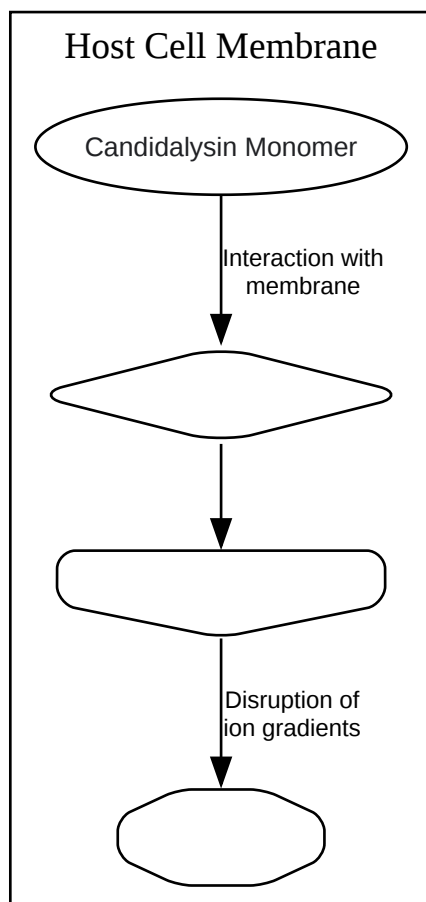 Host Cell Membrane
Candidalysin Monomer
Interaction with
membrane
Disruption of
ion gradients